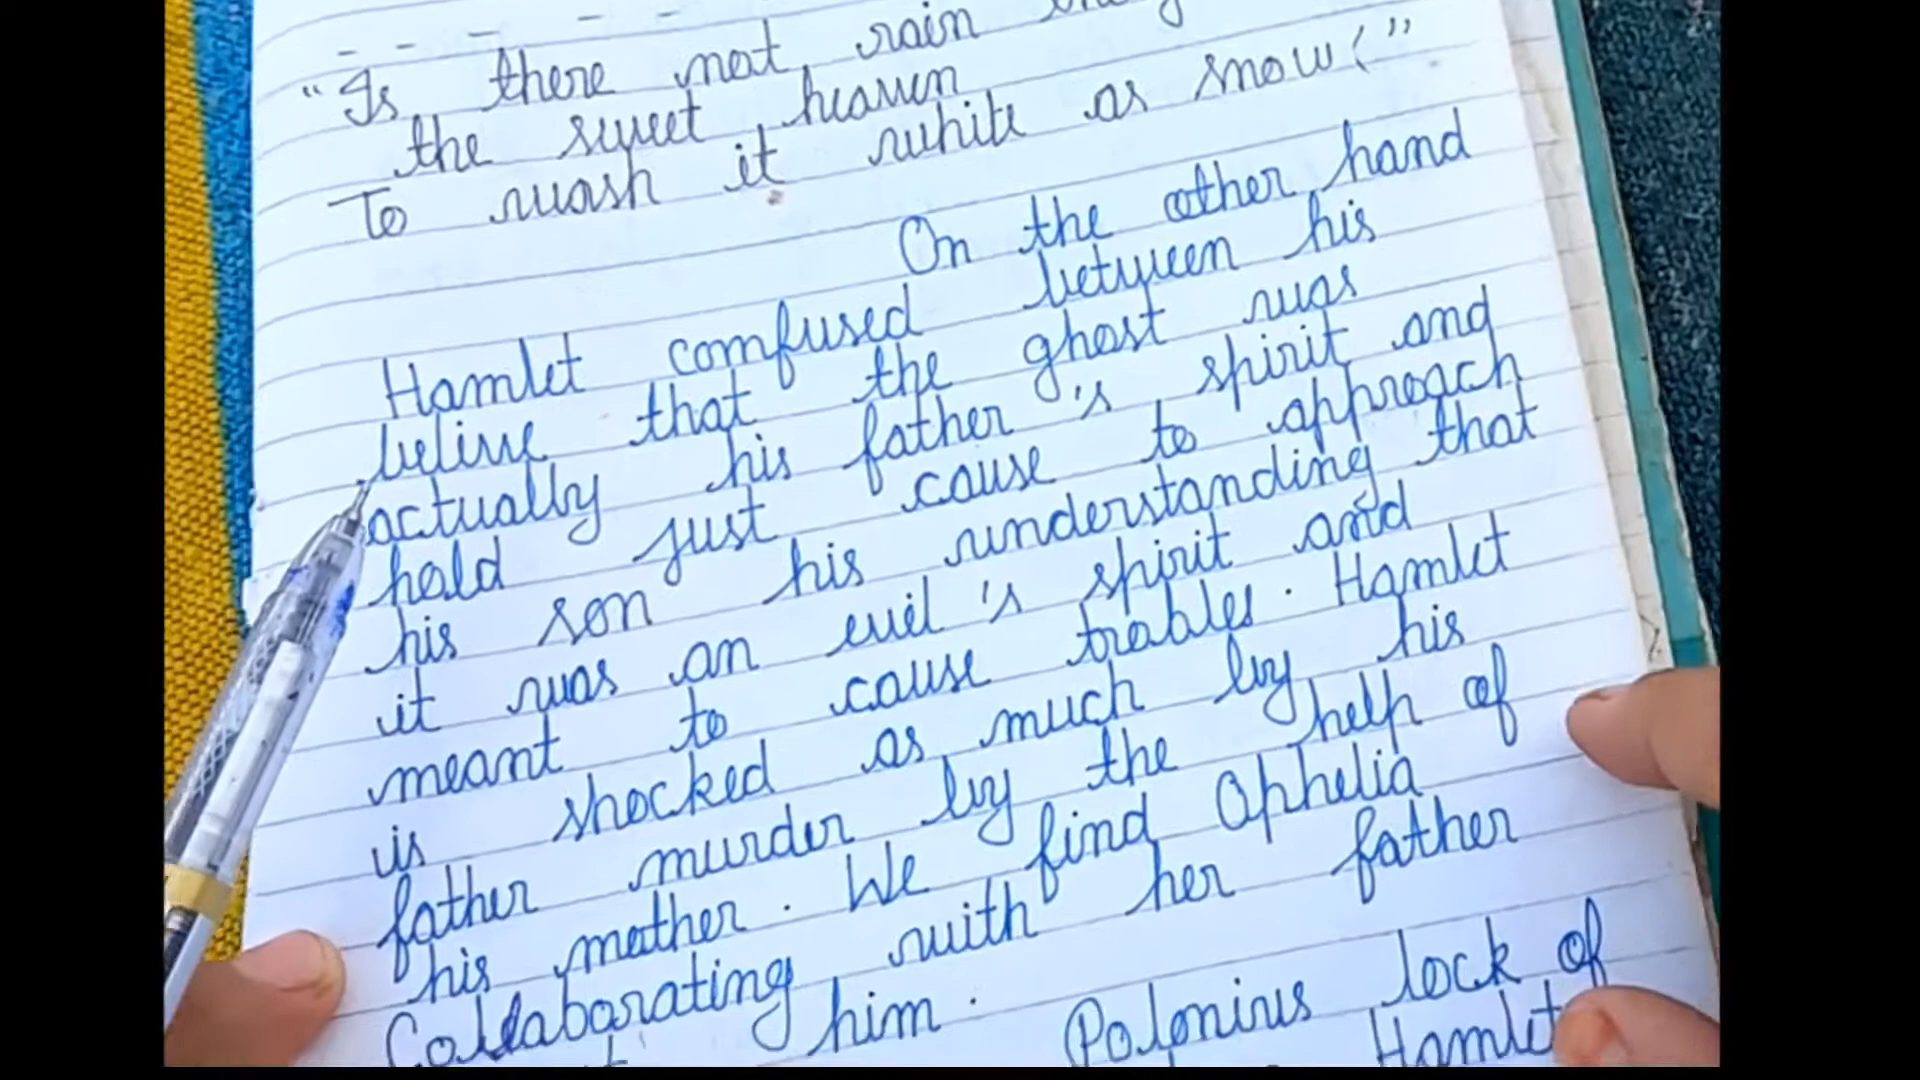 "Is there not rain
the sweet heaven
To wash it white as snow?"
On the other hand
Hamlet confused between his
belive that the ghost was
actually his father's spirit and
hold just cause to approach
his son his understanding that
it was an evil's spirit and
meant to cause trobles. Hamlet
is shocked as much by his
father murder by the help of
his mother. We find Ophelia
Collaborating with her father
him. Polonius lock of
Hamlet